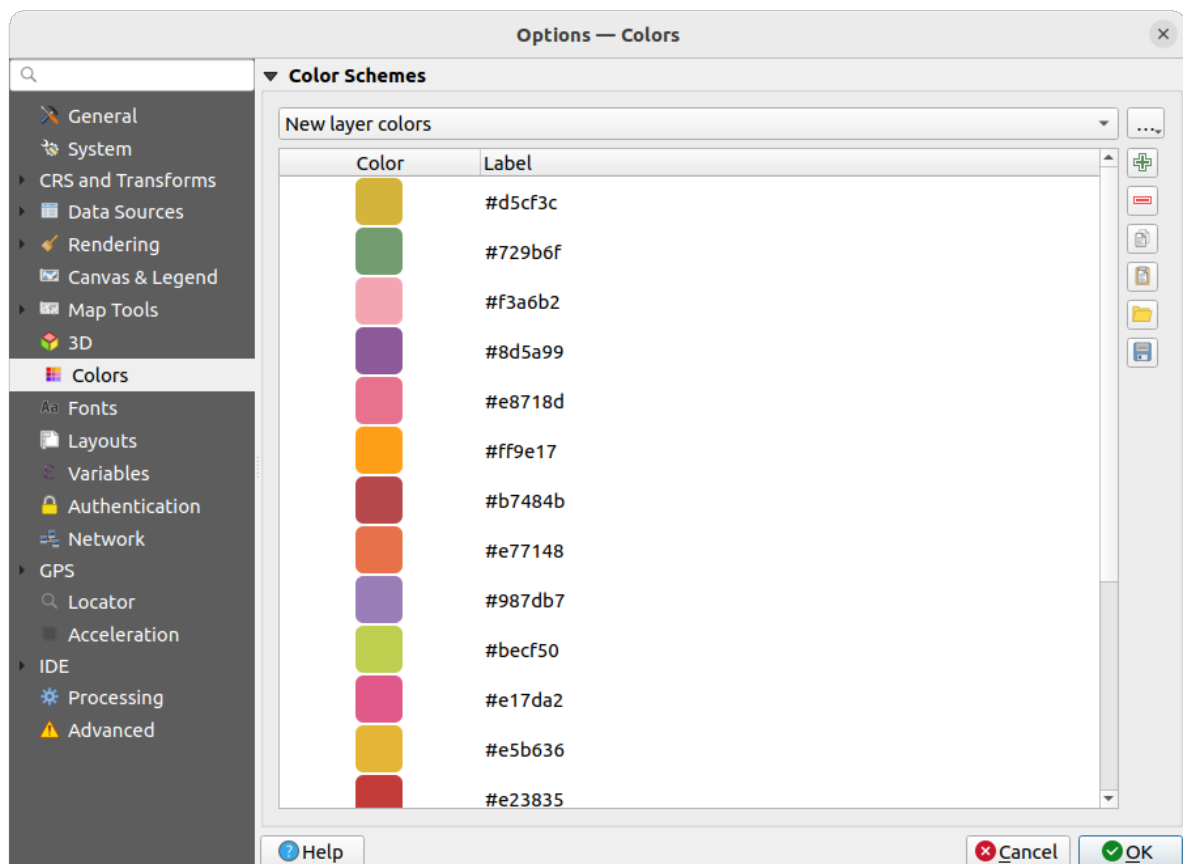 Options — Colors
General
System
CRS and Transforms
Data Sources
Rendering
Canvas & Legend
Map Tools
3D
Colors
Aa Fonts
Layouts
ε Variables
Authentication
Network
GPS
Locator
Acceleration
IDE
Processing
Advanced
Color Schemes
New layer colors
...
Color Label
#d5cf3c
#729b6f
#f3a6b2
#8d5a99
#e8718d
#ff9e17
#b7484b
#e77148
#987db7
#becf50
#e17da2
#e5b636
#e23835
? Help
Cancel
OK